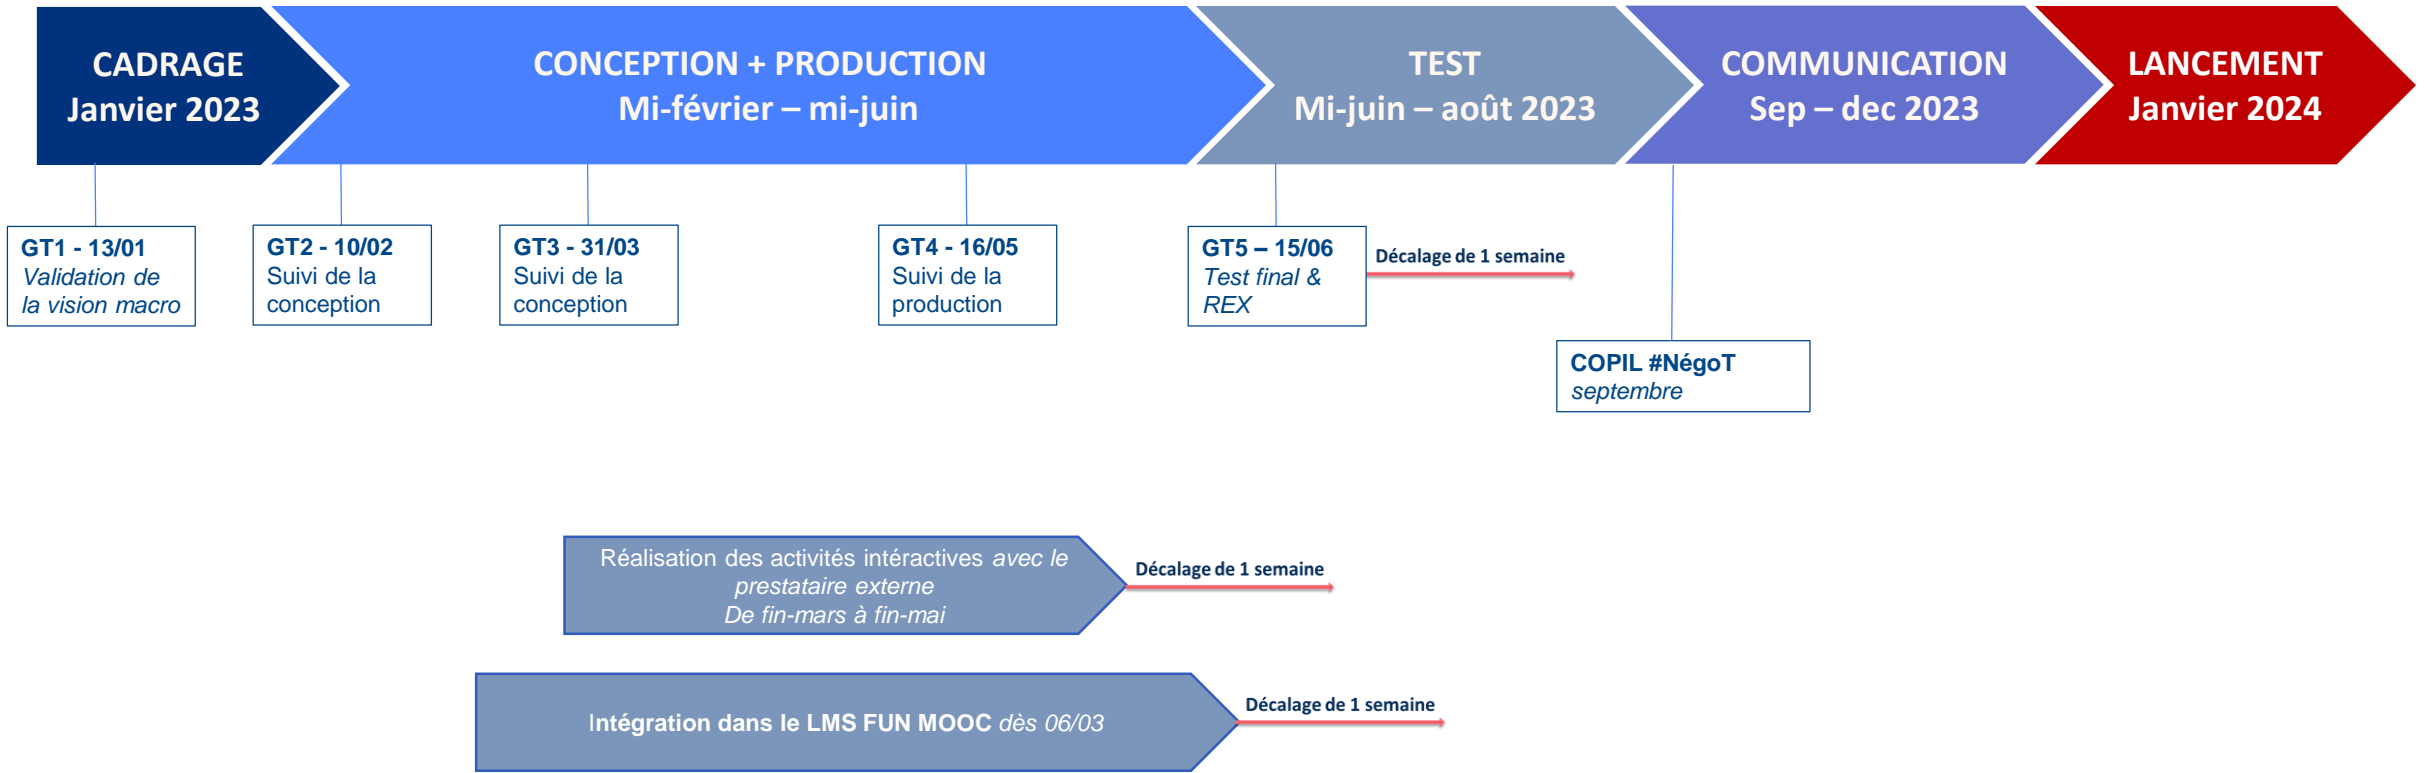 CADRAGE
Janvier 2023
CONCEPTION + PRODUCTION
Mi-février – mi-juin
TEST
Mi-juin – août 2023
COMMUNICATION
Sep – dec 2023
LANCEMENT
Janvier 2024
GT1 - 13/01
Validation de
la vision macro
GT2 - 10/02
Suivi de la
conception
GT3 - 31/03
Suivi de la
conception
GT4 - 16/05
Suivi de la
production
GT5 – 15/06
Test final &
REX
Décalage de 1 semaine
COPIL #NégoT
septembre
Réalisation des activités intéractives avec le
prestataire externe
De fin-mars à fin-mai
Décalage de 1 semaine
Intégration dans le LMS FUN MOOC dès 06/03
Décalage de 1 semaine